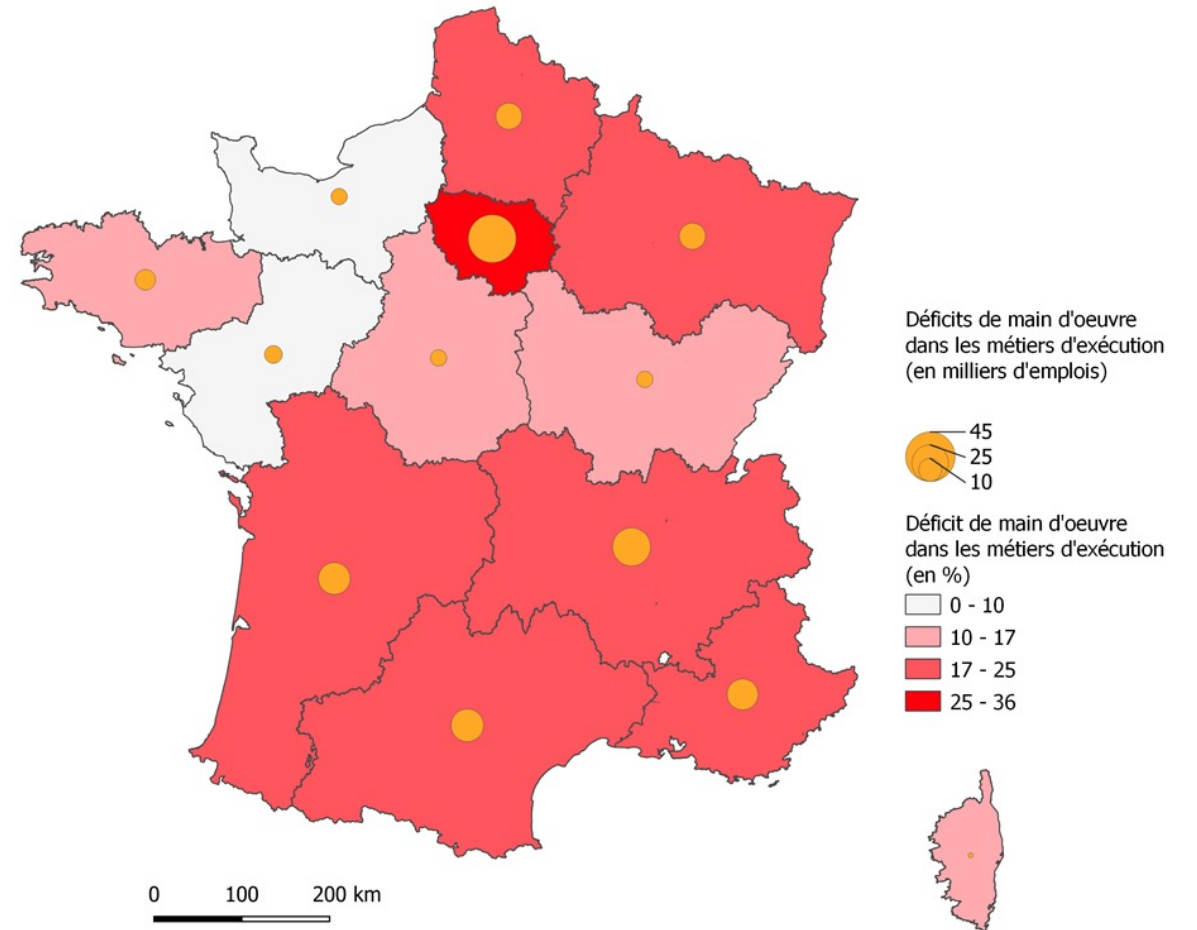 Déficits de main d'oeuvre
dans les métiers d'exécution
(en milliers d'emplois)
45
25
10
Déficit de main d'oeuvre
dans les métiers d'exécution
(en %)
0 - 10
10 - 17
17 - 25
25 - 36
0 100 200 km